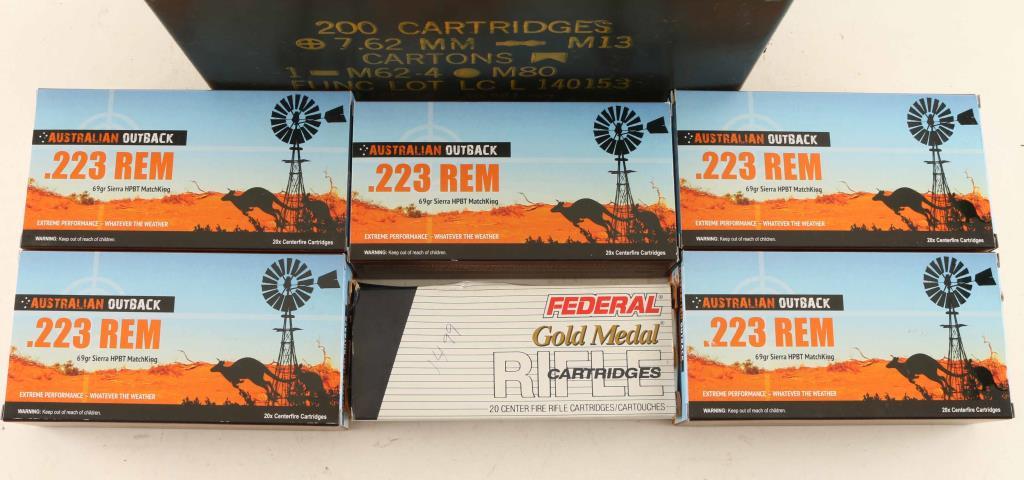 200 CARTRIDGES
7.62 MM M13
CARTONS
1 — M62-4 M80
FUNC LOT LC L 140153
AUSTRALIAN OUTBACK
.223 REM
69gr Sierra HPBT MatchKing
EXTREME PERFORMANCE – WHATEVER THE WEATHER
WARNING: Keep out of reach of children.
20x Centerfire Cartridges
AUSTRALIAN OUTBACK
.223 REM
69gr Sierra HPBT MatchKing
EXTREME PERFORMANCE – WHATEVER THE WEATHER
WARNING: Keep out of reach of children.
20x Centerfire Cartridges
AUSTRALIAN OUTBACK
.223 REM
69gr Sierra HPBT MatchKing
EXTREME PERFORMANCE – WHATEVER THE WEATHER
WARNING: Keep out of reach of children.
20x Centerfire Cartridges
AUSTRALIAN OUTBACK
.223 REM
69gr Sierra HPBT MatchKing
EXTREME PERFORMANCE – WHATEVER THE WEATHER
WARNING: Keep out of reach of children.
20x Centerfire Cartridges
FEDERAL®
Gold Medal®
RIFLE
CARTRIDGES
20 CENTER FIRE RIFLE CARTRIDGES/CARTOUCHES
14.99
AUSTRALIAN OUTBACK
.223 REM
69gr Sierra HPBT MatchKing
EXTREME PERFORMANCE – WHATEVER THE WEATHER
WARNING: Keep out of reach of children.
20x Centerfire Cartridges